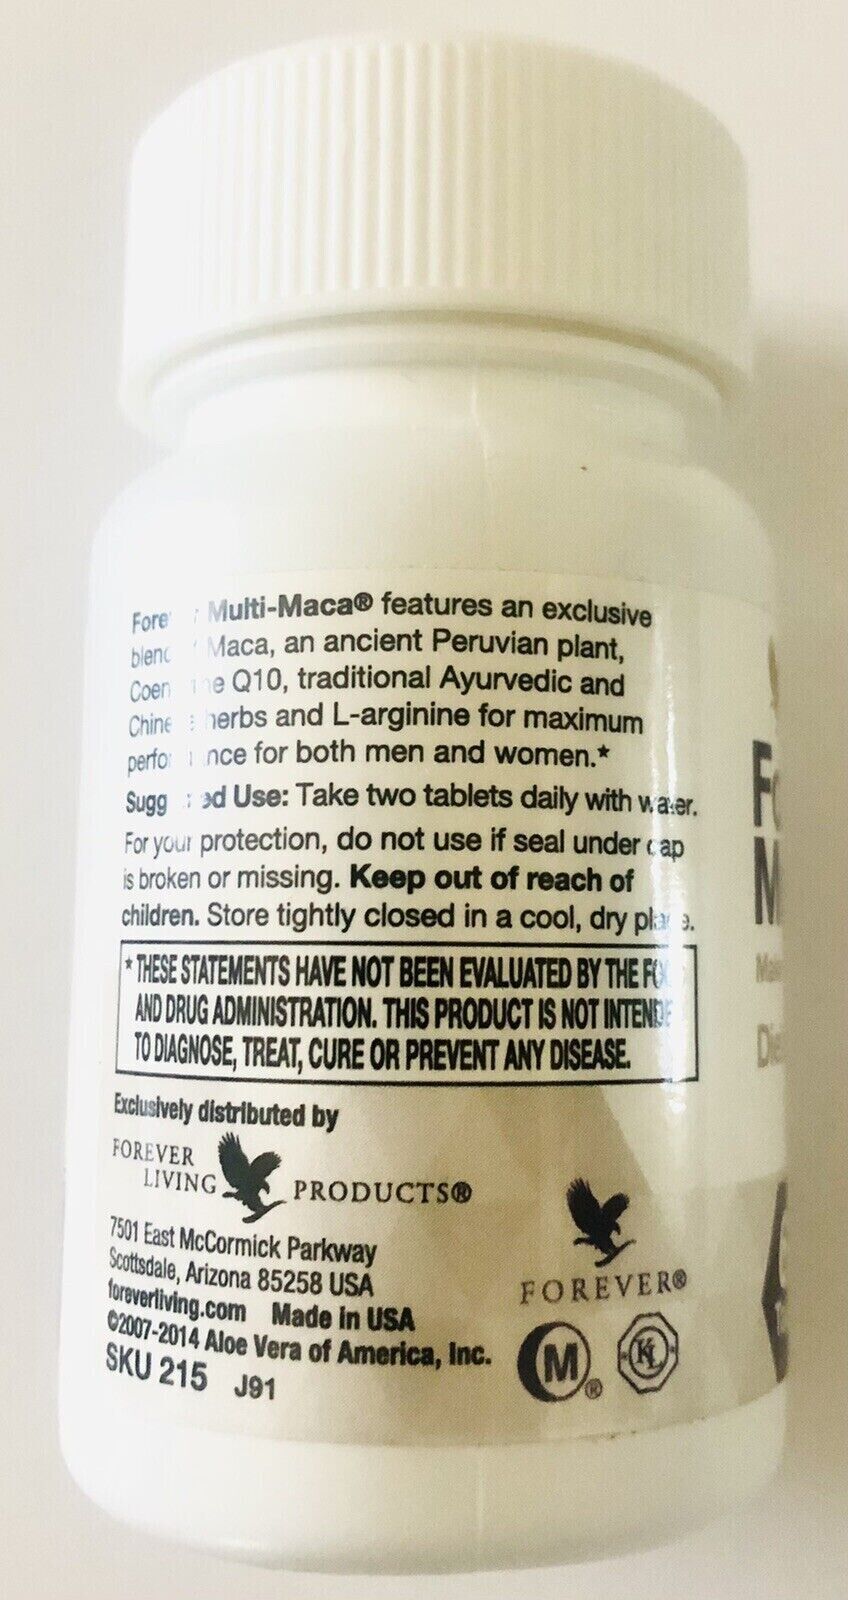 Multi-Maca® features an exclusive
Maca, an ancient Peruvian plant,
Q10, traditional Ayurvedic and
herbs and L-arginine for maximum
for both men and women.*
Use: Take two tablets daily with water.
For your protection, do not use if seal under cap
is broken or missing. Keep out of reach of
children. Store tightly closed in a cool, dry place.
* THESE STATEMENTS HAVE NOT BEEN EVALUATED BY THE
AND DRUG ADMINISTRATION. THIS PRODUCT IS NOT
TO DIAGNOSE, TREAT, CURE OR PREVENT ANY DISEASE.
Exclusively distributed by
FOREVER
LIVING PRODUCTS®
7501 East McCormick Parkway
Scottsdale, Arizona 85258 USA
foreverliving.com Made in USA
©2007-2014 Aloe Vera of America, Inc.
SKU 215 J91
FOREVER®
M®
KL